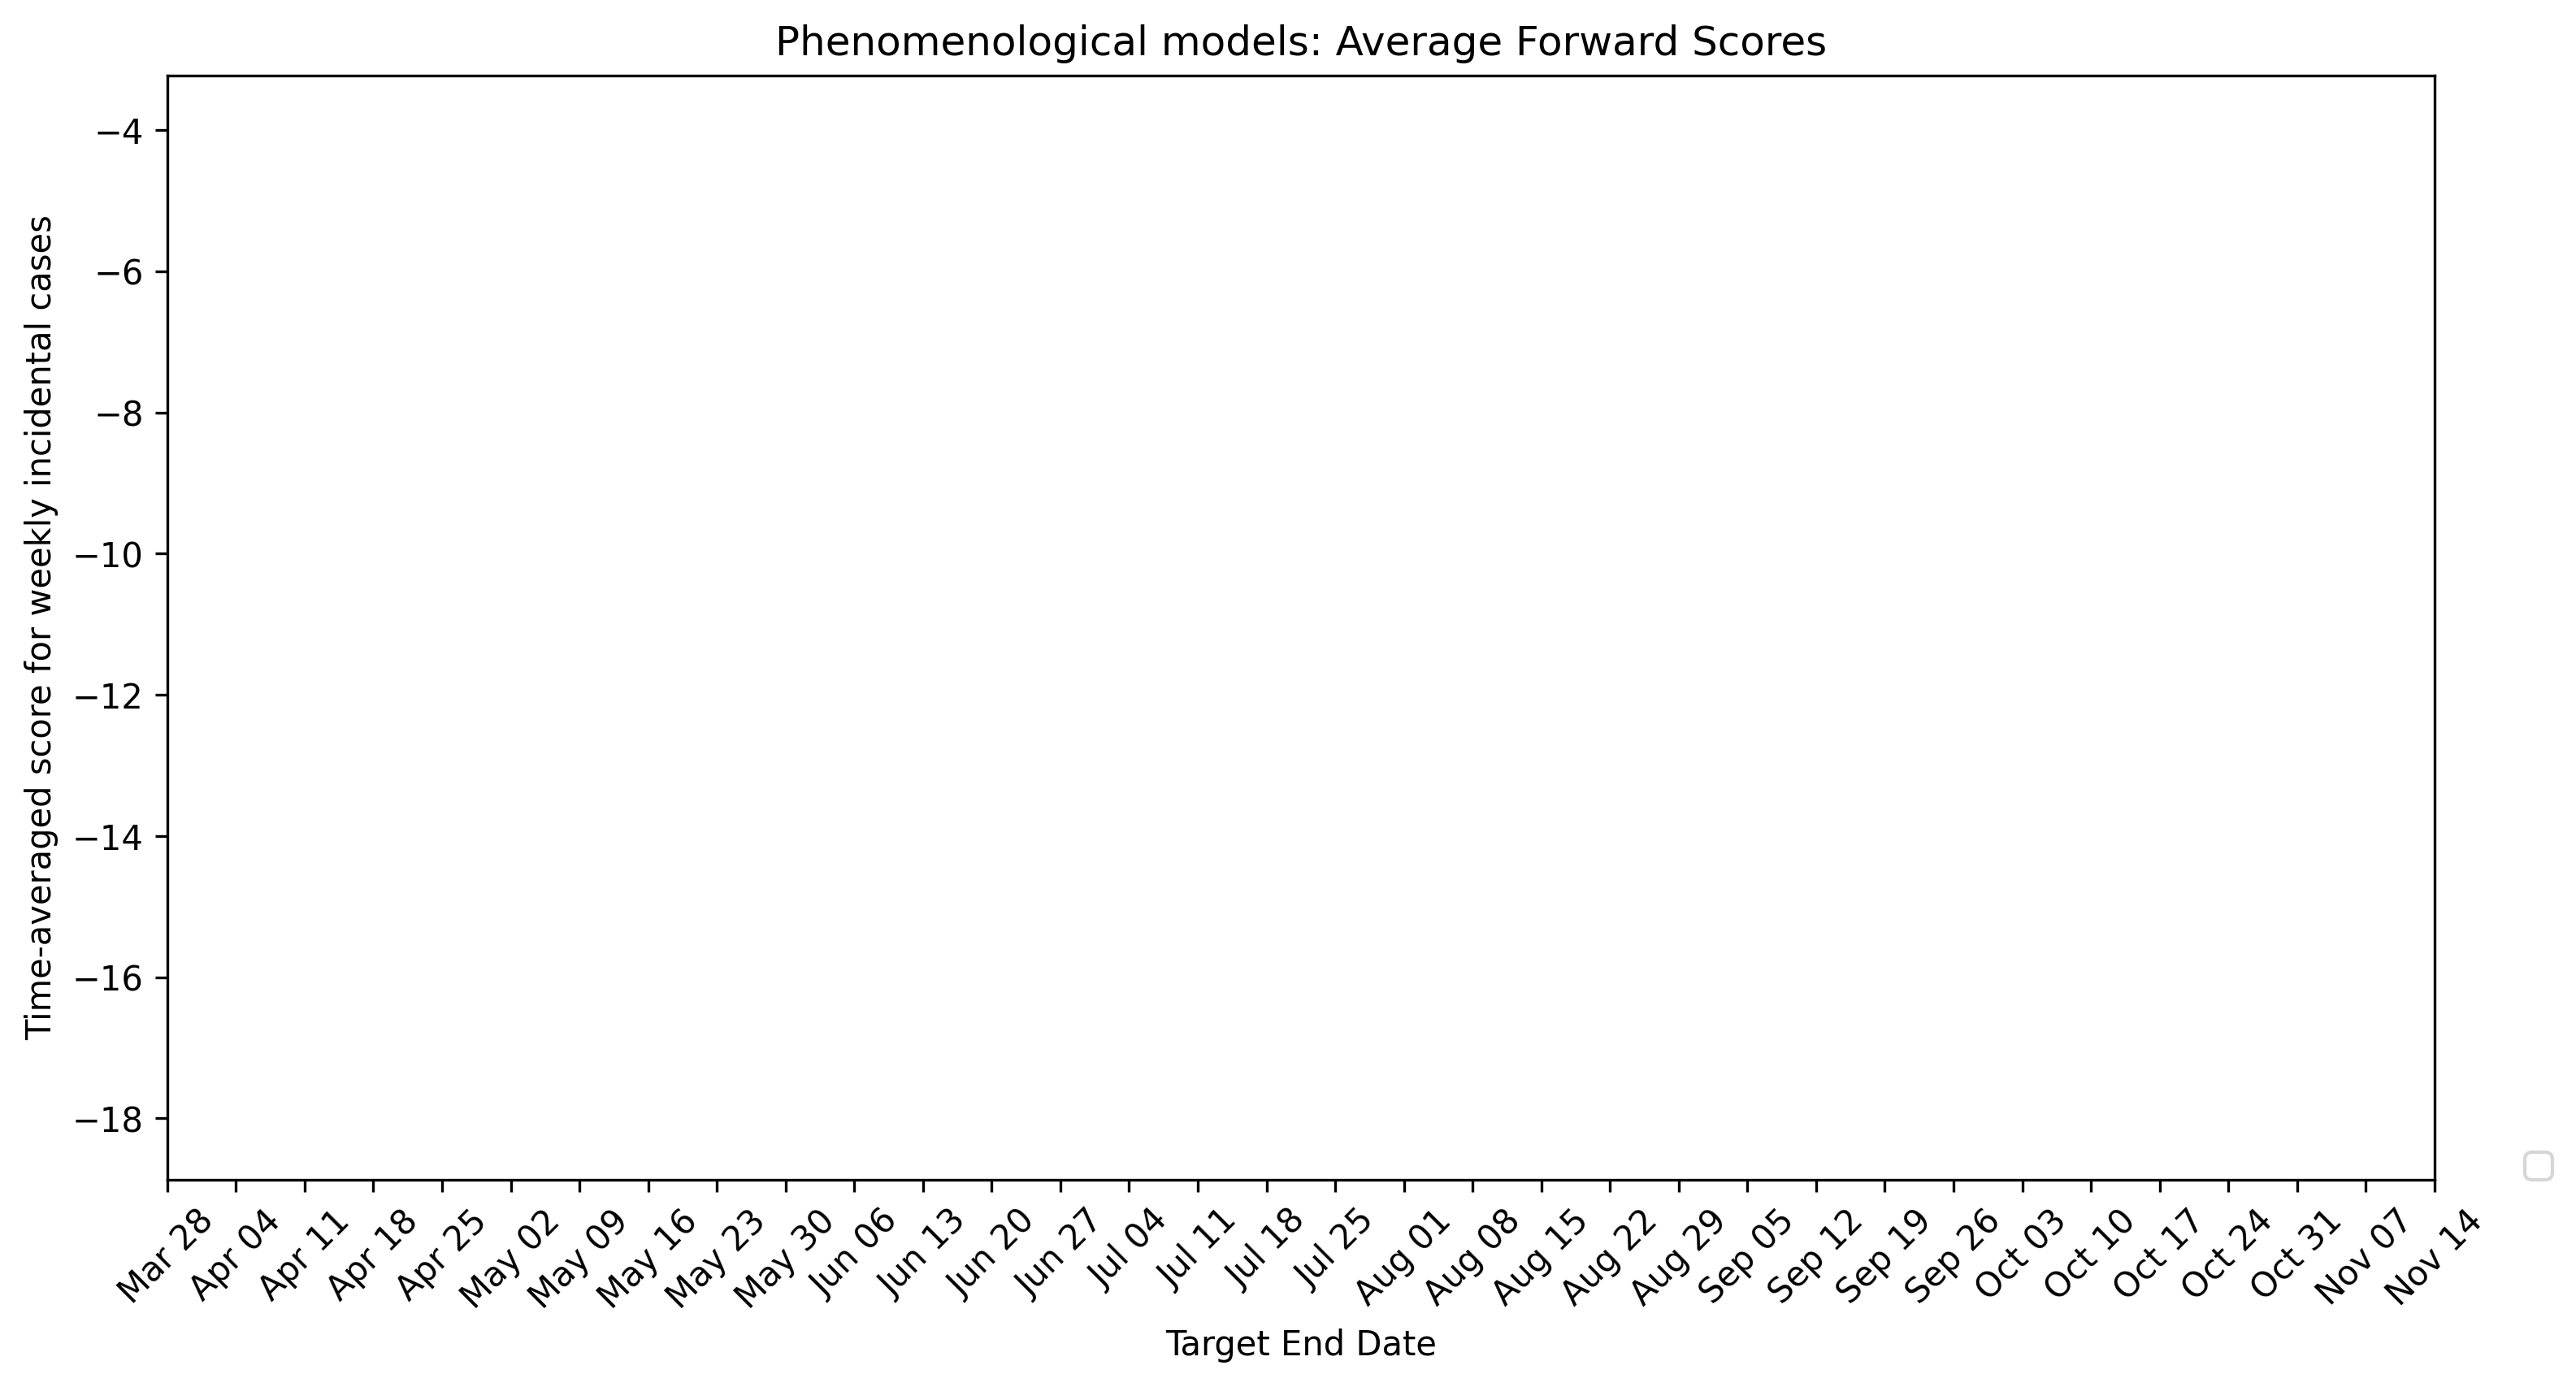 Phenomenological models: Average Forward Scores
Time-averaged score for weekly incidental cases
−4
−6
−8
−10
−12
−14
−16
−18
Mar 28
Apr 04
Apr 11
Apr 18
Apr 25
May 02
May 09
May 16
May 23
May 30
Jun 06
Jun 13
Jun 20
Jun 27
Jul 04
Jul 11
Jul 18
Jul 25
Aug 01
Aug 08
Aug 15
Aug 22
Aug 29
Sep 05
Sep 12
Sep 19
Sep 26
Oct 03
Oct 10
Oct 17
Oct 24
Oct 31
Nov 07
Nov 14
Target End Date